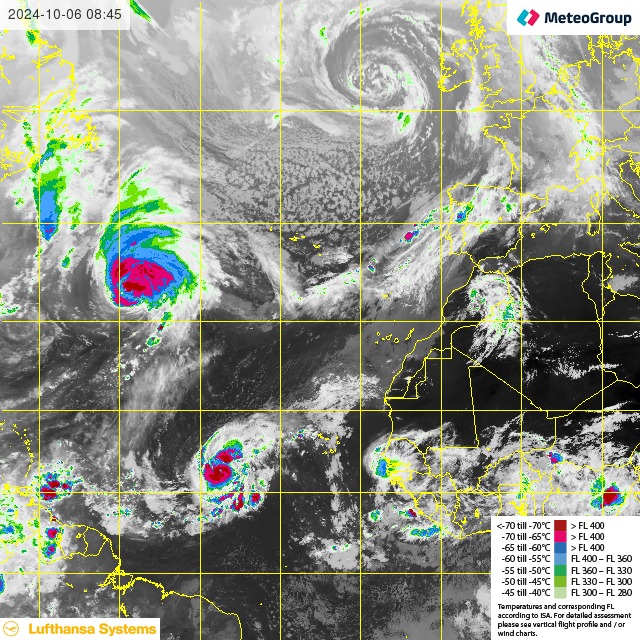 2024-10-06 08:45
MeteoGroup
<-70 till -70°C > FL 400
-70 till -65°C > FL 400
-65 till -60°C > FL 400
-60 till -55°C FL 400 – FL 360
-55 till -50°C FL 360 – FL 330
-50 till -45°C FL 330 – FL 300
-45 till -40°C FL 300 – FL 280
Temperatures and corresponding FL
according to ISA. For detailed assessment
please see vertical flight profile and / or
wind charts.
Lufthansa Systems